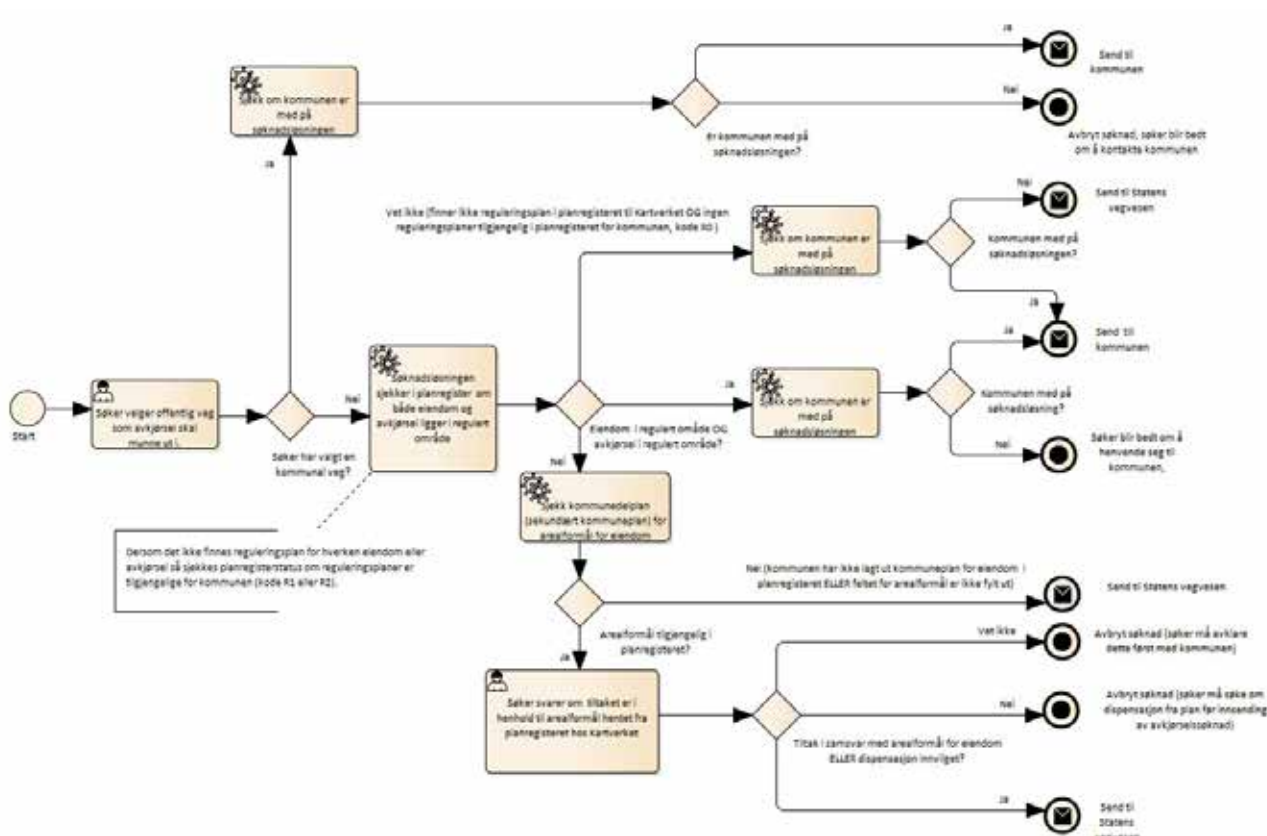 Ja
Send til
kommunen
Sjekk om kommunen er
med på
søknadsløsningen
Nei
Er kommunen med på
søknadsløsningen?
Avbryt søknad, søker blir bedt
om å kontakte kommunen
Ja
Nei
Send til Statens
vegvesen
Vet ikke (finner ikke reguleringsplan i planregisteret til Kartverket OG ingen
reguleringsplaner tilgjengelig i planregisteret for kommunen, kode R0 )
Sjekk om kommunen er
med på
søknadsløsningen
Kommunen med på
søknadsløsningen?
Ja
Ja
Send til
kommunen
Start
Søker velger offentlig veg
som avkjørsel skal
munne ut i.
Nei
Søker har valgt en
kommunal veg?
Søknadsløsningen
sjekker i planregister om
både eiendom og
avkjørsel ligger i regulert
område
Ja
Eiendom i regulert område OG
avkjørsel i regulert område?
Sjekk om kommunen er
med på
søknadsløsningen
Kommunen med på
søknadsløsning?
Nei
Søker blir bedt om å
henvende seg til
kommunen,
Nei
Sjekk kommunedelplan
(sekundært kommuneplan) for
arealformål for eiendom
Dersom det ikke finnes reguleringsplan for hverken eiendom eller
avkjørsel så sjekkes planregisterstatus om reguleringsplaner er
tilgjengelige for kommunen (kode R1 eller R2).
Nei (Kommunen har ikke lagt ut kommuneplan for eiendom i
planregisteret ELLER feltet for arealformål er ikke fylt ut)
Send til Statens vegvesen
Arealformål tilgjengelig i
planregisteret?
Ja
Søker svarer om tiltaket er i
henhold til arealformål hentet fra
planregisteret hos Kartverket
Vet ikke
Avbryt søknad (søker må avklare
dette først med kommunen)
Nei
Avbryt søknad (søker må søke om
dispensasjon fra plan før innsending
av avkjørselssøknad)
Tiltak i samsvar med arealformål for eiendom
ELLER dispensasjon innvilget?
Ja
Send til
Statens